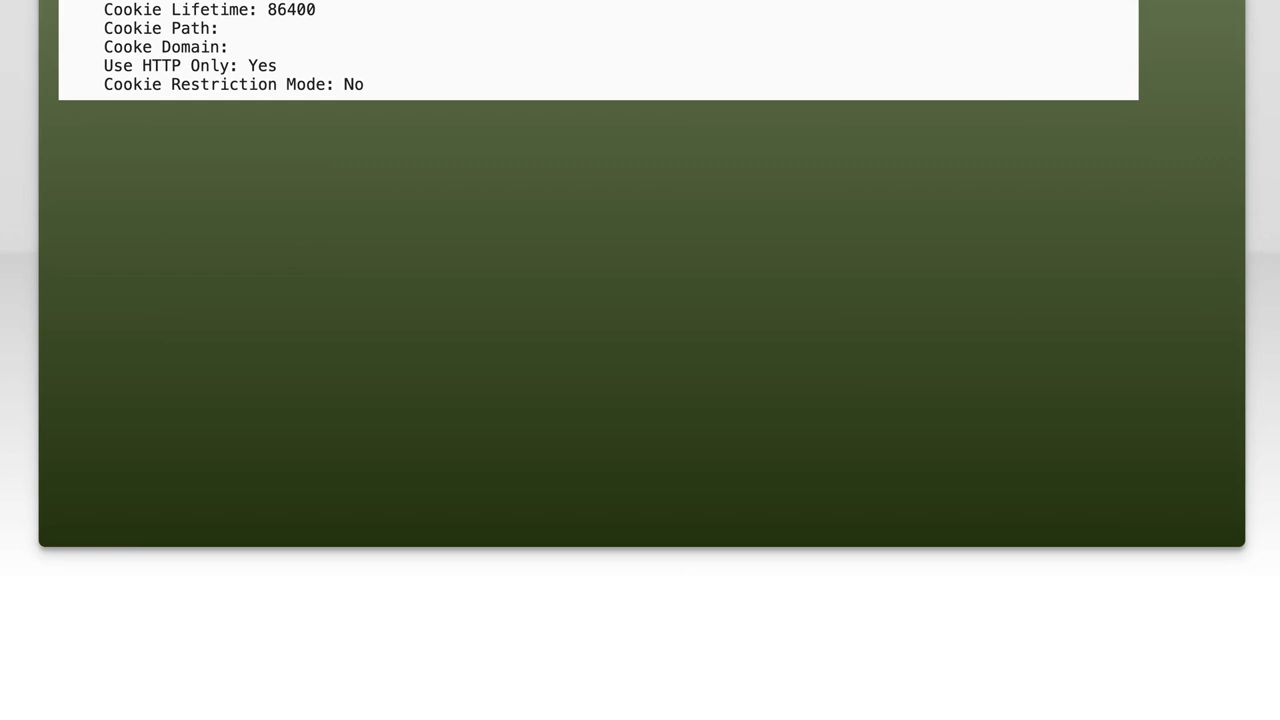 Cookie Lifetime: 86400
Cookie Path:
Cooke Domain:
Use HTTP Only: Yes
Cookie Restriction Mode: No